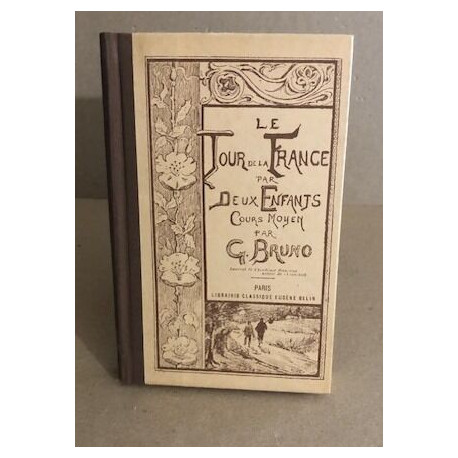 LE
TOUR DE LA FRANCE
PAR
DEUX ENFANTS
COURS MOYEN
PAR
G. BRUNO
PARIS
LIBRAIRIE CLASSIQUE EUGÈNE BELIN